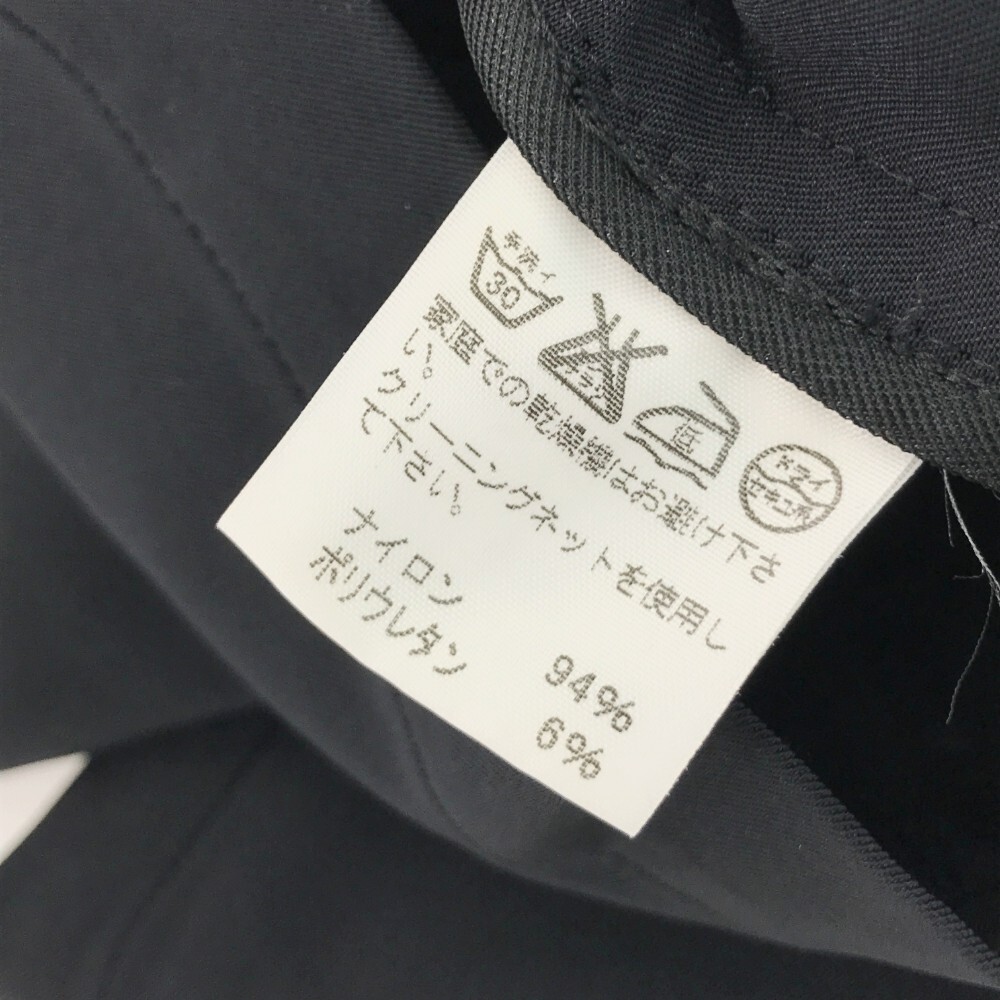 手洗イ
30
低
ドライ
セキユ系
家庭での乾燥機はお避け下さ
い。
クリーニングネットを使用し
て下さい。
ナイロン 94%
ポリウレタン 6%